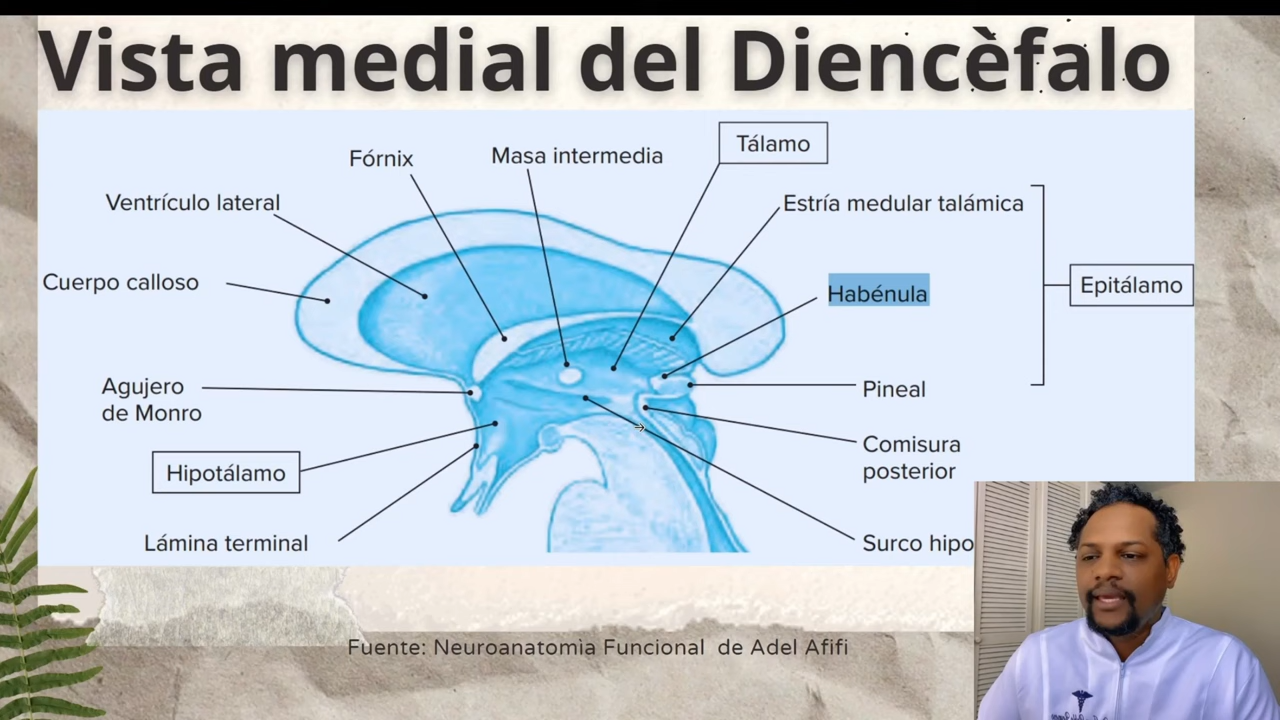 Vista medial del Diencèfalo
Fórnix
Masa intermedia
Tálamo
Ventrículo lateral
Estría medular talámica
Cuerpo calloso
Habénula
Epitálamo
Agujero
de Monro
Pineal
Comisura
posterior
Hipotálamo
Lámina terminal
Surco hipo
Fuente: Neuroanatomia Funcional de Adel Afifi